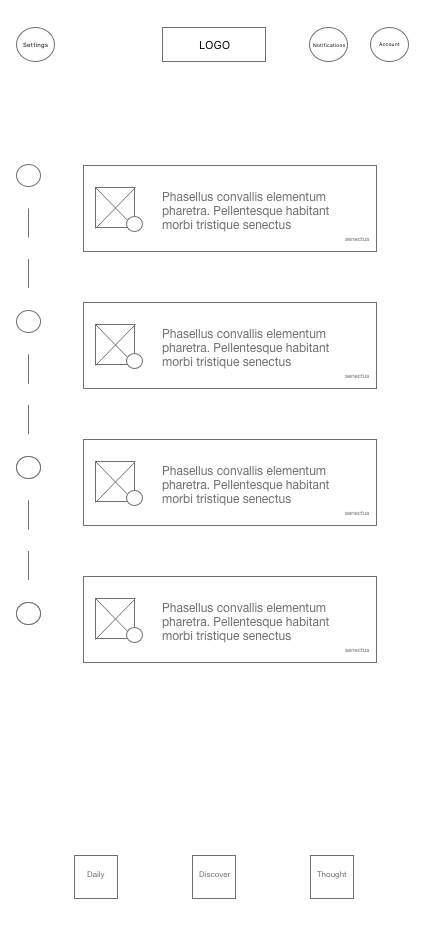 Settings
LOGO
Notifications
Account
Phasellus convallis elementum
pharetra. Pellentesque habitant
morbi tristique senectus
senectus
Phasellus convallis elementum
pharetra. Pellentesque habitant
morbi tristique senectus
senectus
Phasellus convallis elementum
pharetra. Pellentesque habitant
morbi tristique senectus
senectus
Phasellus convallis elementum
pharetra. Pellentesque habitant
morbi tristique senectus
senectus
Daily
Discover
Thought